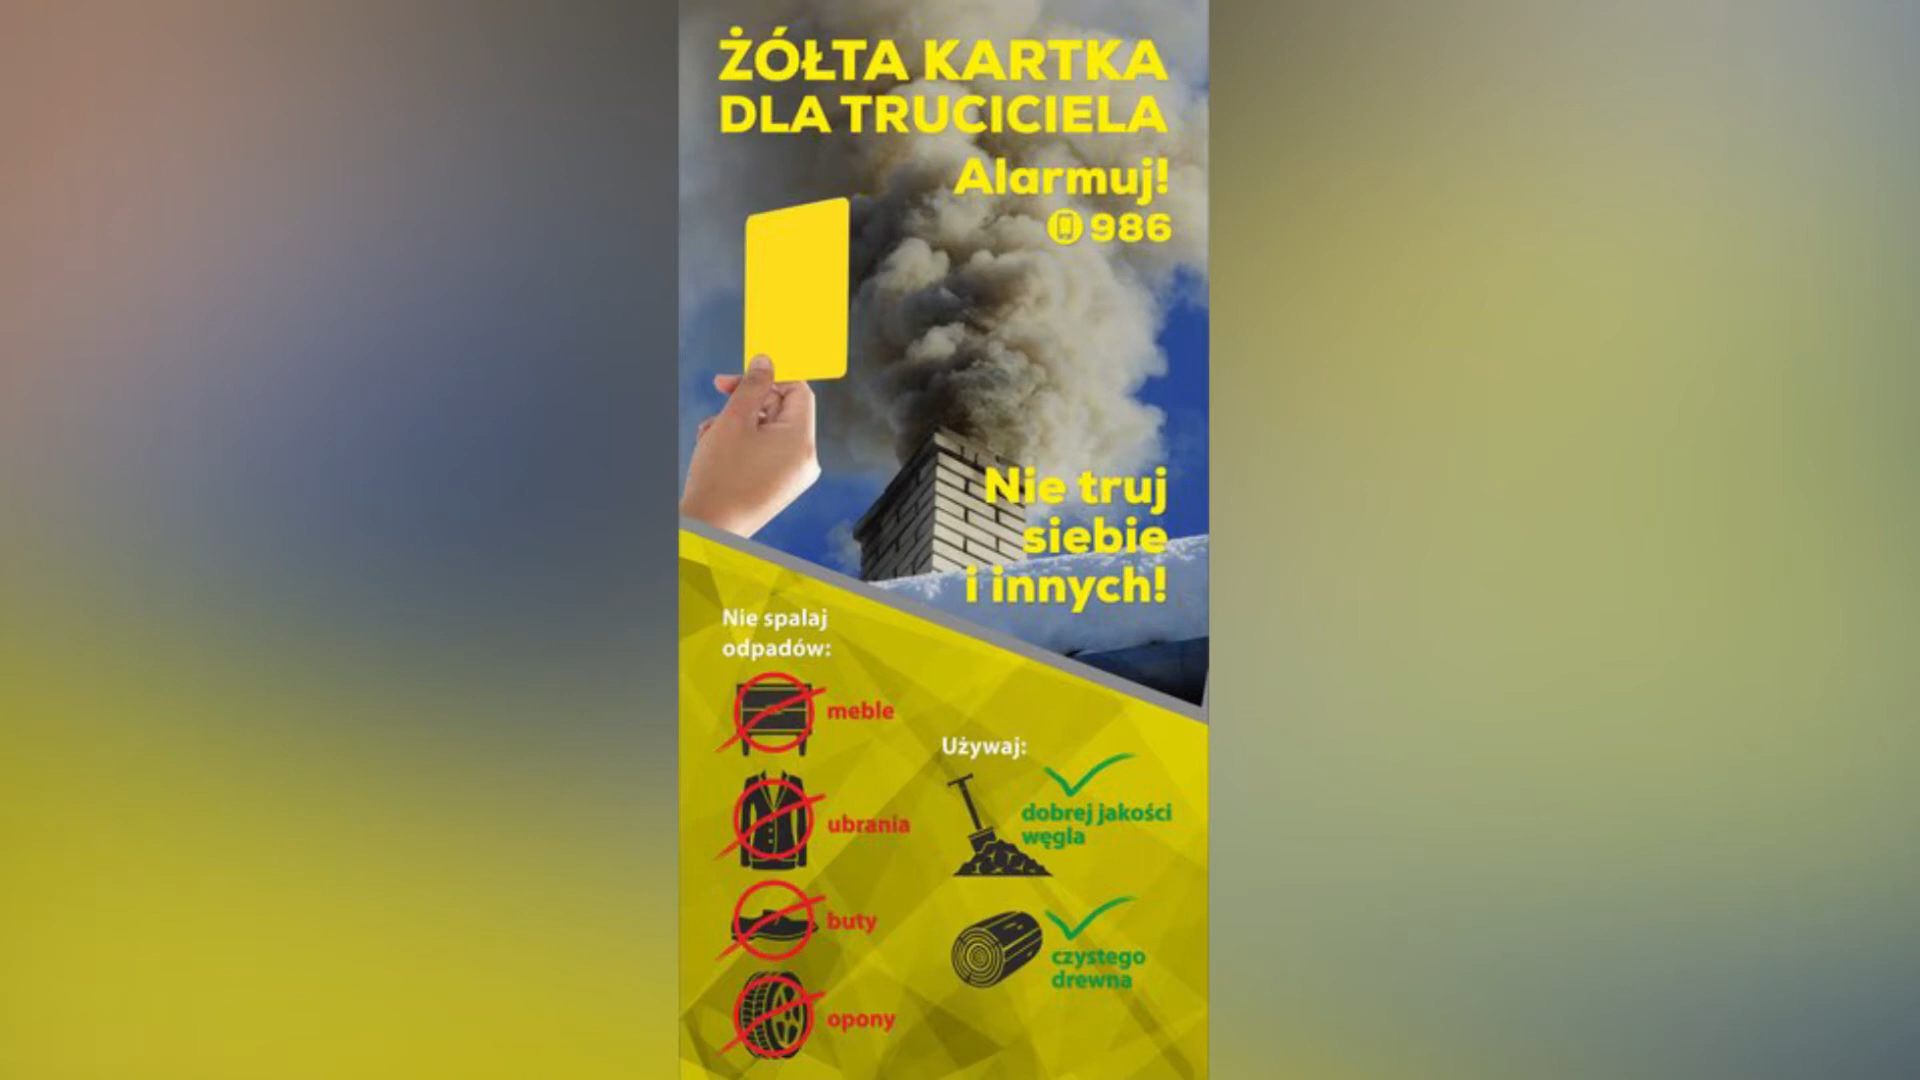 ŻÓŁTA KARTKA
DLA TRUCICIELA
Alarmuj!
986
Nie truj
siebie
i innych!
Nie spalaj
odpadów:
meble
ubrania
buty
opony
Używaj:
dobrej jakości
węgla
czystego
drewna